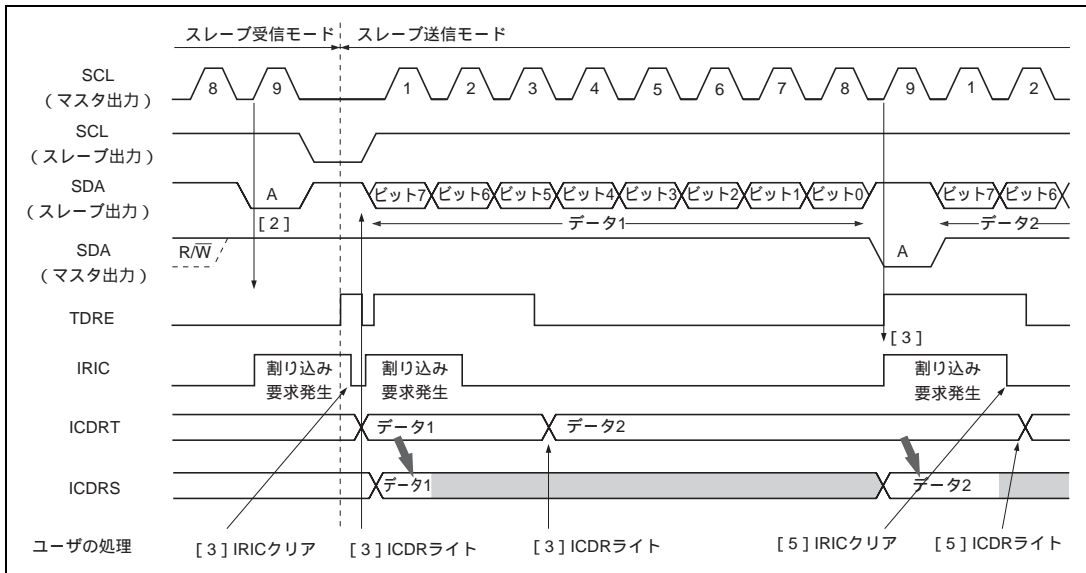 スレーブ受信モード スレーブ送信モード
SCL
(マスタ出力)
8 9 1 2 3 4 5 6 7 8 9 1 2
SCL
(スレーブ出力)
SDA
(スレーブ出力)
A ビット7 ビット6 ビット5 ビット4 ビット3 ビット2 ビット1 ビット0 ビット7 ビット6
[2] データ1 データ2
SDA
(マスタ出力)
R/W̅ A
TDRE
[3]
IRIC
割り込み 割り込み 割り込み
要求発生 要求発生 要求発生
ICDRT
データ1 データ2
ICDRS
データ1 データ2
ユーザの処理 [3] IRICクリア [3] ICDRライト [3] ICDRライト [5] IRICクリア [5] ICDRライト